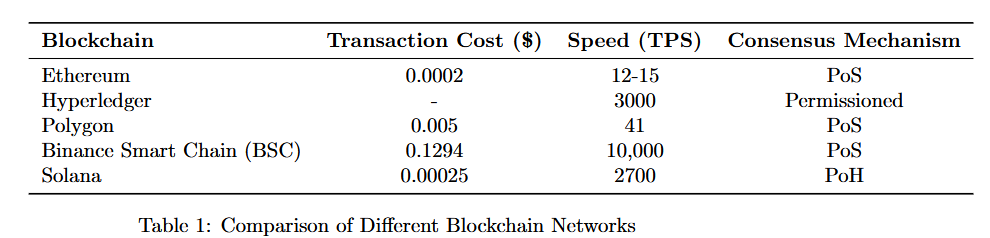 Blockchain Transaction Cost ($) Speed (TPS) Consensus Mechanism
Ethereum 0.0002 12-15 PoS
Hyperledger - 3000 Permissioned
Polygon 0.005 41 PoS
Binance Smart Chain (BSC) 0.1294 10,000 PoS
Solana 0.00025 2700 PoH
Table 1: Comparison of Different Blockchain Networks